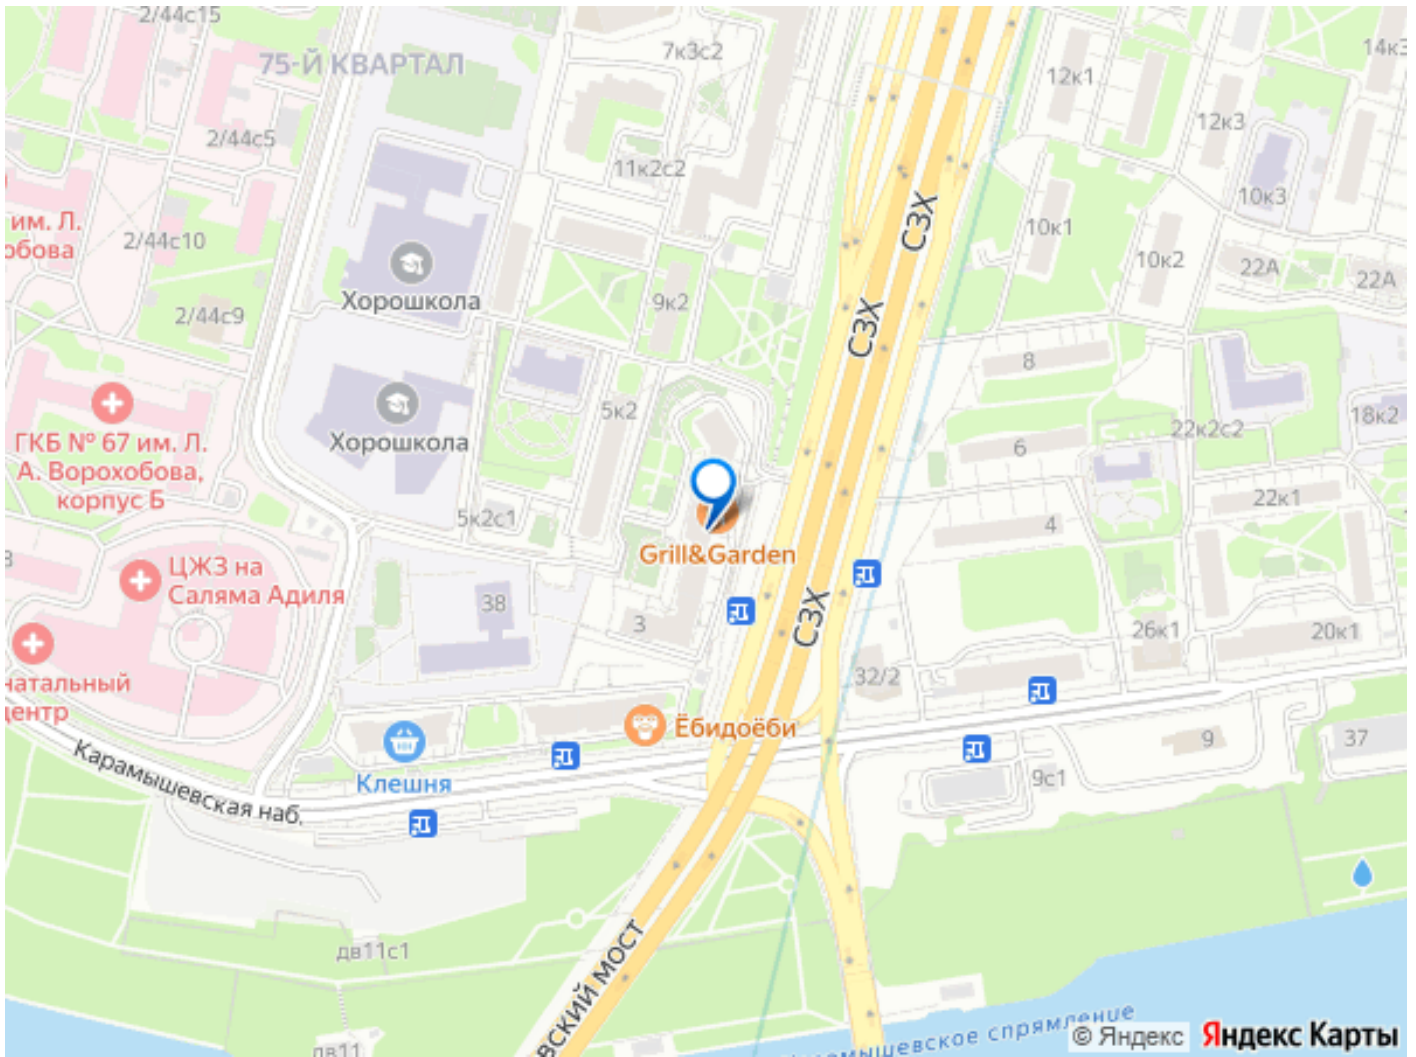 2/44с15
75-Й КВАРТАЛ
7к3с2
14к3
12к1
2/44с5
12к3
11к2с2
10к3
им. Л.
обова
2/44с10
10к1
10к2
СЗХ
22А
22А
Хорошкола
9к2
2/44с9
СЗХ
8
5к2
18к2
Хорошкола
22к2с2
6
ГКБ № 67 им. Л.
А. Ворохобова,
корпус Б
22к1
5к2с1
4
Grill&Garden
ЦЖЗ на
Саляма Адиля
38
СЗХ
3
26к1
20к1
натальный
центр
32/2
Ёбидоёби
Клешня
9
37
9с1
Карамышевская наб.
дв11с1
ВСКИЙ МОСТ
дв11
мышевское спрямление
© Яндекс
Яндекс Карты